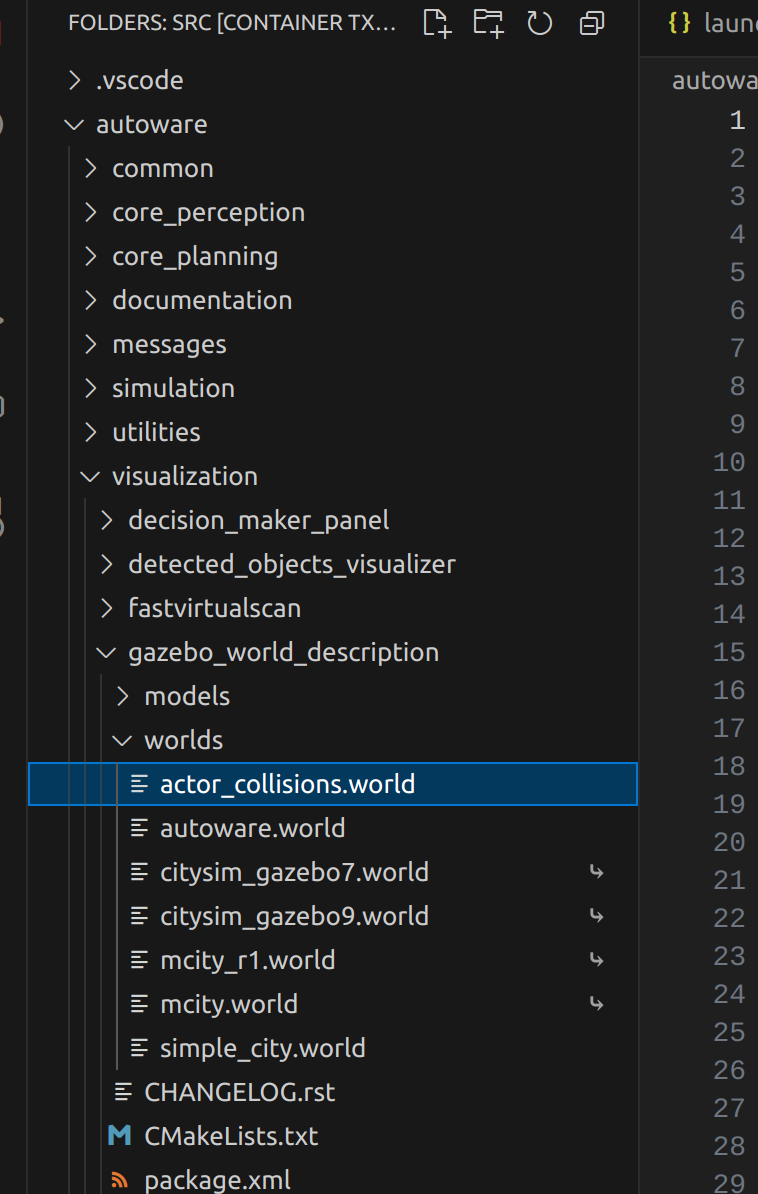 FOLDERS: SRC [CONTAINER TX...
{} laun
.vscode
autowa
autoware
common
core_perception
core_planning
documentation
messages
simulation
utilities
visualization
decision_maker_panel
detected_objects_visualizer
fastvirtualscan
gazebo_world_description
models
worlds
actor_collisions.world
autoware.world
citysim_gazebo7.world
citysim_gazebo9.world
mcity_r1.world
mcity.world
simple_city.world
CHANGELOG.rst
M CMakeLists.txt
package.xml
1
2
3
4
5
6
7
8
9
10
11
12
13
14
15
16
17
18
19
20
21
22
23
24
25
26
27
28
29